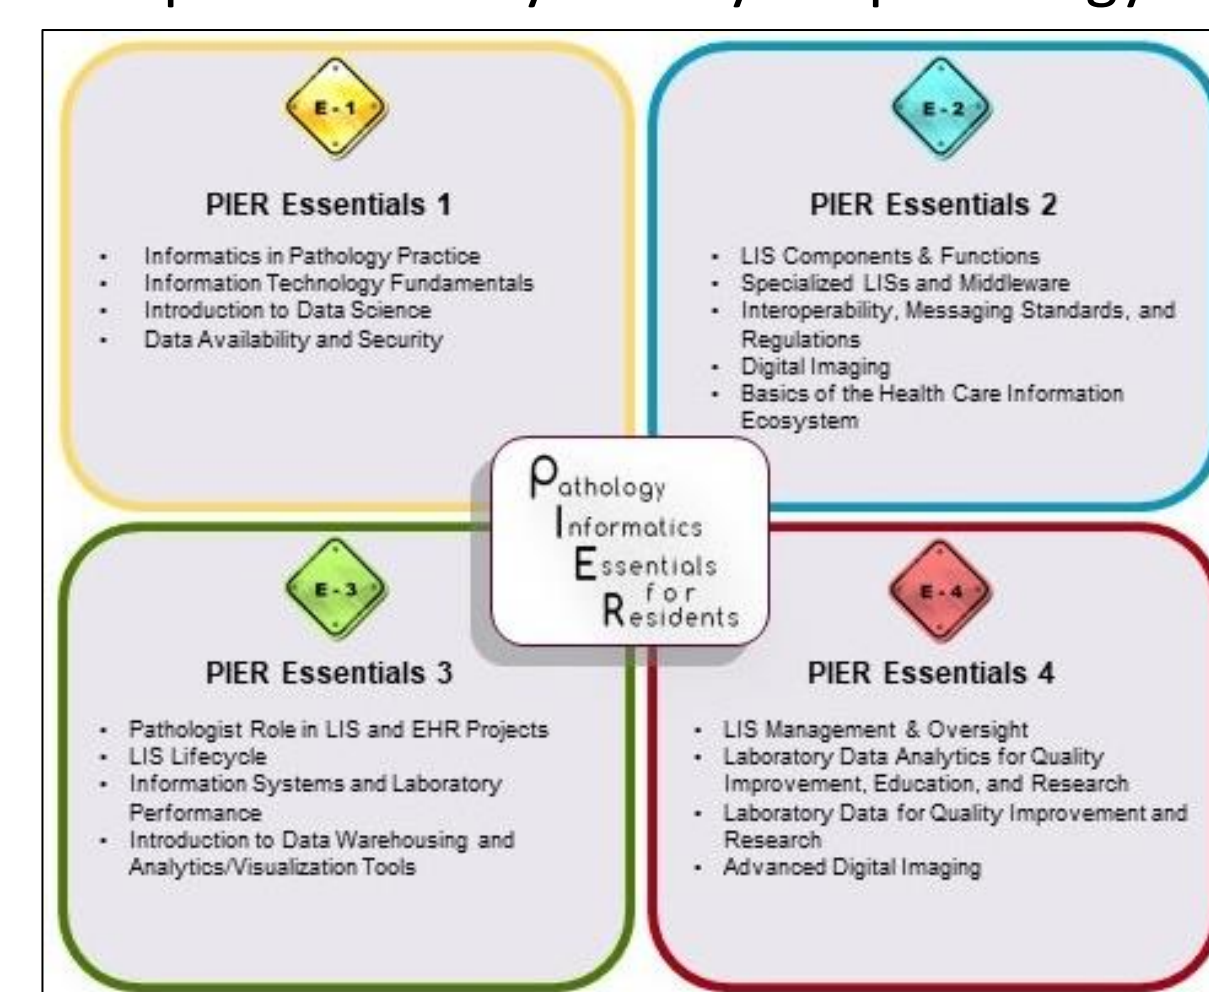 E - 1
PIER Essentials 1
• Informatics in Pathology Practice
• Information Technology Fundamentals
• Introduction to Data Science
• Data Availability and Security
E - 2
PIER Essentials 2
• LIS Components & Functions
• Specialized LISs and Middleware
• Interoperability, Messaging Standards, and
Regulations
• Digital Imaging
• Basics of the Health Care Information
Ecosystem
Pathology
Informatics
Essentials
for
Residents
E - 3
PIER Essentials 3
• Pathologist Role in LIS and EHR Projects
• LIS Lifecycle
• Information Systems and Laboratory
Performance
• Introduction to Data Warehousing and
Analytics/Visualization Tools
E - 4
PIER Essentials 4
• LIS Management & Oversight
• Laboratory Data Analytics for Quality
Improvement, Education, and Research
• Laboratory Data for Quality Improvement and
Research
• Advanced Digital Imaging